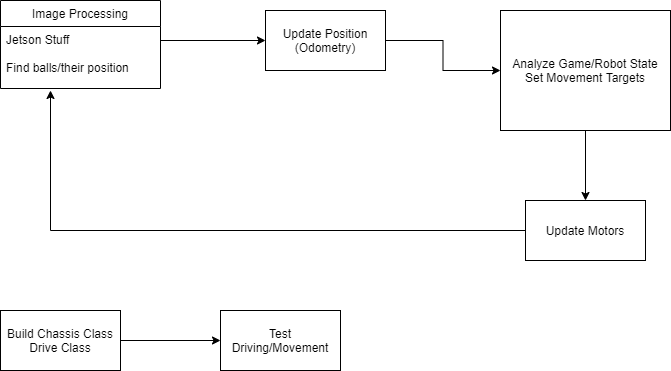 Image Processing
Jetson Stuff
Find balls/their position
Update Position
(Odometry)
Analyze Game/Robot State
Set Movement Targets
Update Motors
Build Chassis Class
Drive Class
Test
Driving/Movement